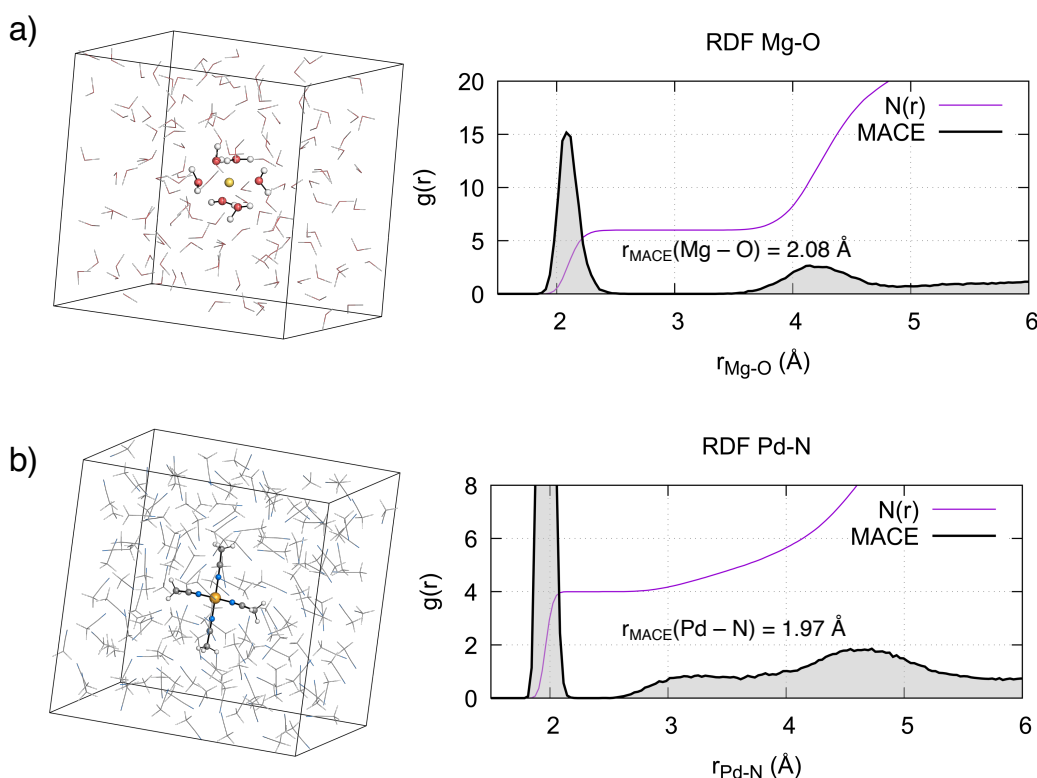 a)
RDF Mg-O
20
15
10
5
0
g(r)
N(r)
MACE
r_MACE(Mg – O) = 2.08 Å
2 3 4 5 6
r_Mg-O (Å)
b)
RDF Pd-N
8
6
4
2
0
g(r)
N(r)
MACE
r_MACE(Pd – N) = 1.97 Å
2 3 4 5 6
r_Pd-N (Å)